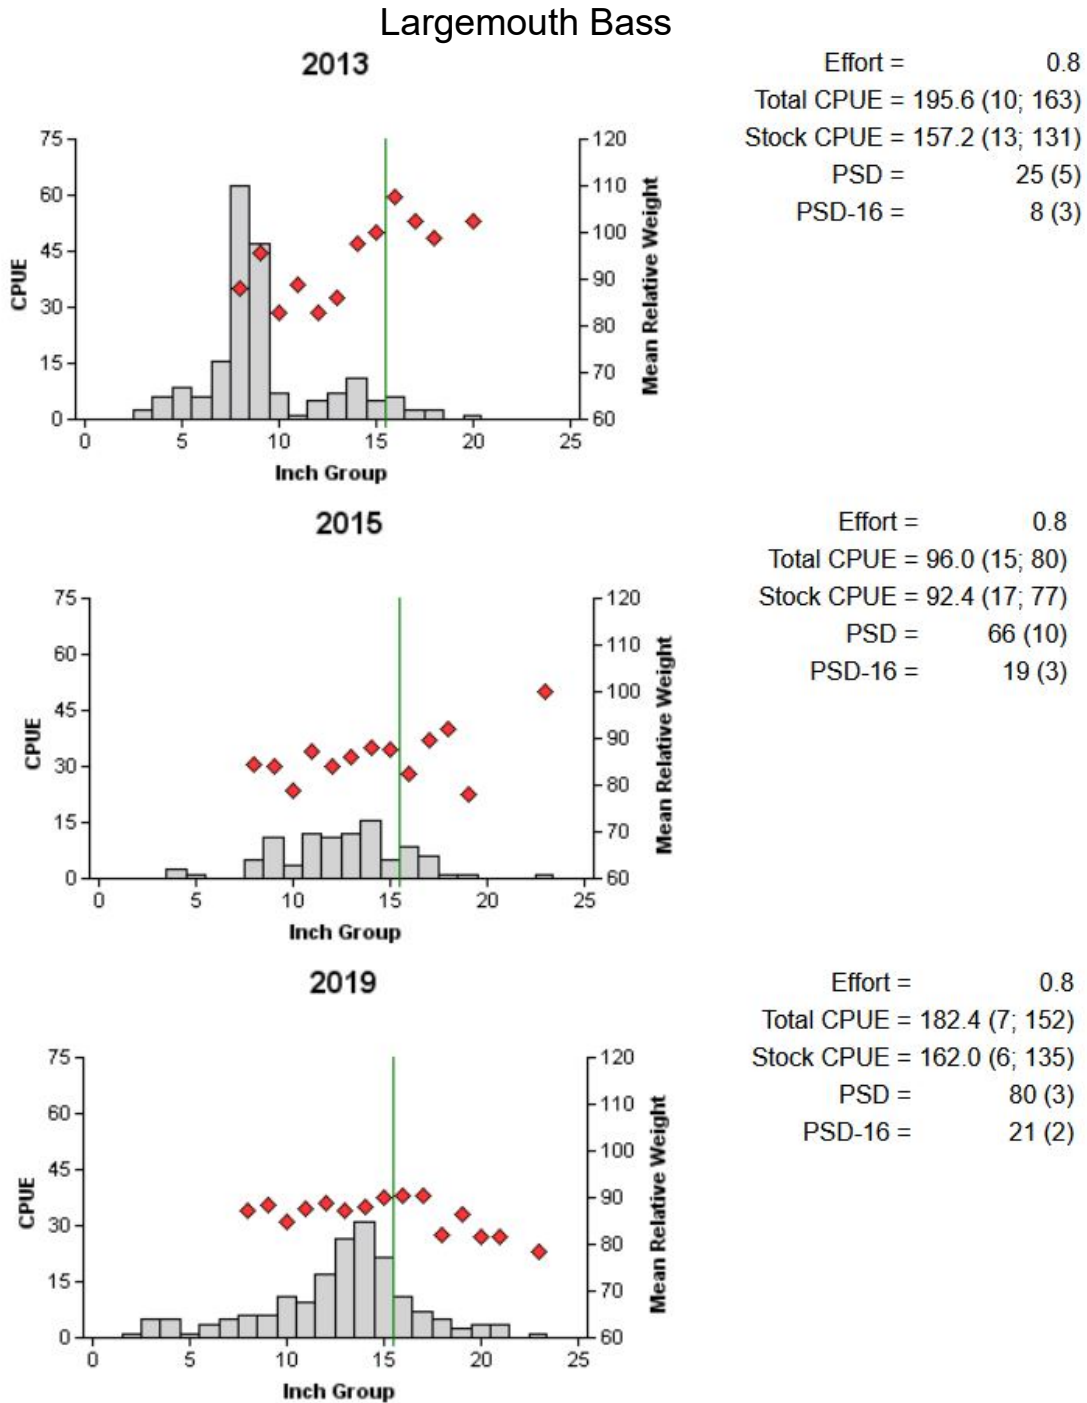 Largemouth Bass
2013
Effort = 0.8
Total CPUE = 195.6 (10; 163)
Stock CPUE = 157.2 (13; 131)
PSD = 25 (5)
PSD-16 = 8 (3)
75
60
45
30
15
0
CPUE
120
110
100
90
80
70
60
Mean Relative Weight
0 5 10 15 20 25
Inch Group
2015
Effort = 0.8
Total CPUE = 96.0 (15; 80)
Stock CPUE = 92.4 (17; 77)
PSD = 66 (10)
PSD-16 = 19 (3)
75
60
45
30
15
0
CPUE
120
110
100
90
80
70
60
Mean Relative Weight
0 5 10 15 20 25
Inch Group
2019
Effort = 0.8
Total CPUE = 182.4 (7; 152)
Stock CPUE = 162.0 (6; 135)
PSD = 80 (3)
PSD-16 = 21 (2)
75
60
45
30
15
0
CPUE
120
110
100
90
80
70
60
Mean Relative Weight
0 5 10 15 20 25
Inch Group